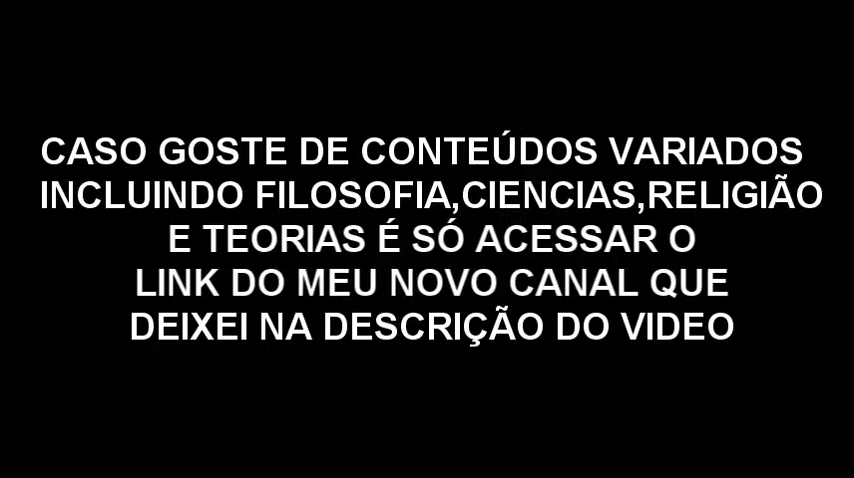 CASO GOSTE DE CONTEÚDOS VARIADOS
INCLUINDO FILOSOFIA,CIENCIAS,RELIGIÃO
E TEORIAS É SÓ ACESSAR O
LINK DO MEU NOVO CANAL QUE
DEIXEI NA DESCRIÇÃO DO VIDEO